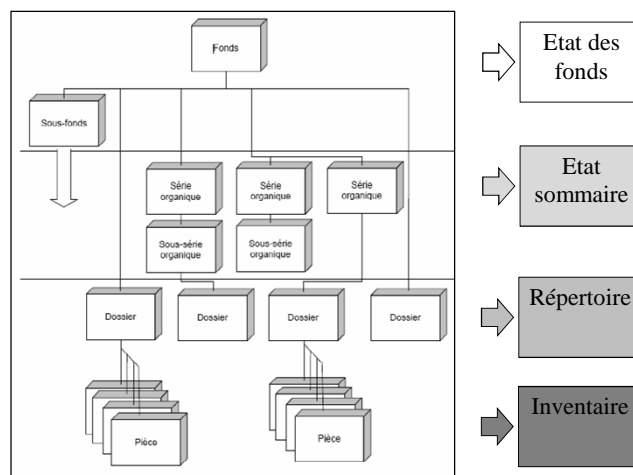 Fonds
Etat des
fonds
Sous-fonds
Série
organique
Série
organique
Série
organique
Etat
sommaire
Sous-série
organique
Sous-série
organique
Dossier
Dossier
Dossier
Dossier
Répertoire
Pièce
Pièce
Inventaire